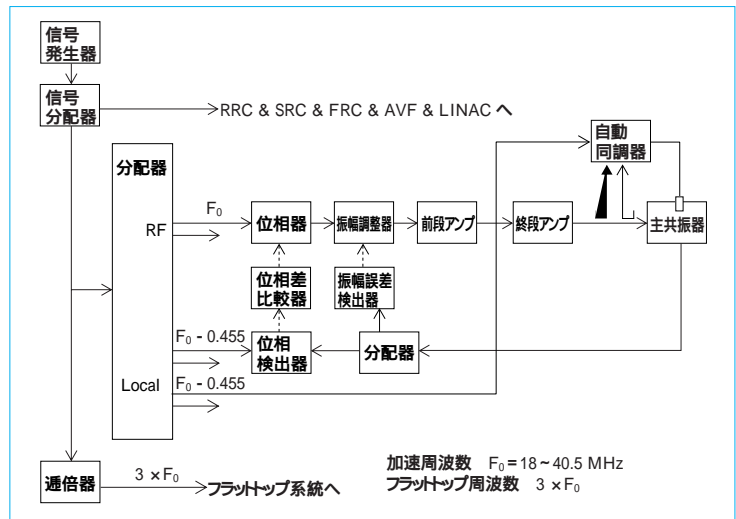 信号
発生器
信号
分配器
RRC & SRC & FRC & AVF & LINAC へ
自動
同調器
分配器
F₀
RF
位相器
振幅調整器
前段アンプ
終段アンプ
主共振器
位相差
比較器
振幅誤差
検出器
F₀ - 0.455
位相
検出器
分配器
Local
F₀ - 0.455
逓倍器
3 × F₀
フラットトップ系統へ
加速周波数 F₀ = 18 ~ 40.5 MHz
フラットトップ周波数 3 × F₀